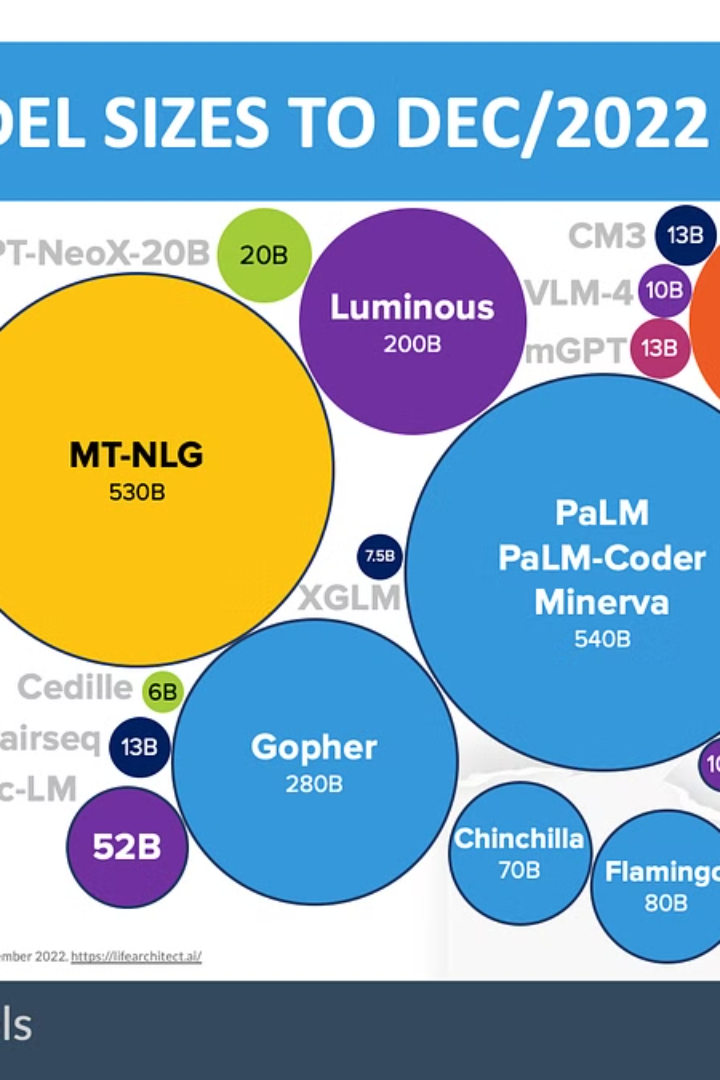 DEL SIZES TO DEC/2022
PT-NeoX-20B
20B
Luminous
200B
CM3
13B
VLM-4
10B
mGPT
13B
MT-NLG
530B
PaLM
PaLM-Coder
Minerva
540B
7.5B
XGLM
Cedille
6B
airseq
13B
c-LM
52B
Gopher
280B
10
Chinchilla
70B
Flamingo
80B
ember 2022. https://lifearchitect.ai/
ls